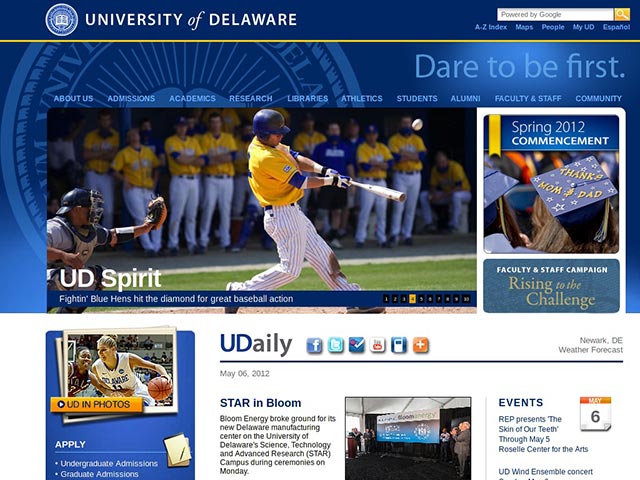 UNIVERSITY of DELAWARE
Powered by Google
A-Z Index Maps People My UD Español
Dare to be first.
ABOUT US ADMISSIONS ACADEMICS RESEARCH LIBRARIES ATHLETICS STUDENTS ALUMNI FACULTY & STAFF COMMUNITY
Spring 2012
COMMENCEMENT
THANKS
MOM & DAD
UD Spirit
Fightin' Blue Hens hit the diamond for great baseball action
1 2 3 4 5 6 7 8 9 10
FACULTY & STAFF CAMPAIGN
Rising to the
Challenge
UD IN PHOTOS
APPLY
• Undergraduate Admissions
• Graduate Admissions
UDaily
You Tube
Newark, DE
Weather Forecast
May 06, 2012
STAR in Bloom
Bloom Energy broke ground for its
new Delaware manufacturing
center on the University of
Delaware's Science, Technology
and Advanced Research (STAR)
Campus during ceremonies on
Monday.
Bloomenergy
EVENTS
MAY
6
REP presents 'The
Skin of Our Teeth'
Through May 5
Roselle Center for the Arts
UD Wind Ensemble concert